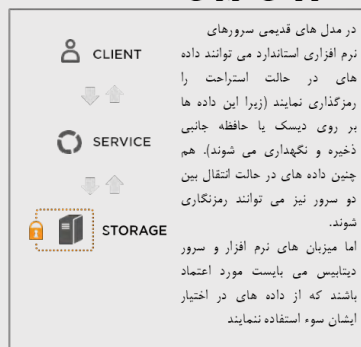 در مدل های قدیمی سرورهای
نرم افزاری استاندارد می توانند داده
های در حالت استراحت را
رمزگذاری نمایند (زیرا این داده ها
بر روی دیسک یا حافظه جانبی
ذخیره و نگهداری می شوند). هم
چنین داده های در حالت انتقال بین
دو سرور نیز می توانند رمزنگاری
شوند.
اما میزبان های نرم افزار و سرور
دیتابیس می بایست مورد اعتماد
باشند که از داده های در اختیار
ایشان سوء استفاده ننمایند
CLIENT
SERVICE
STORAGE